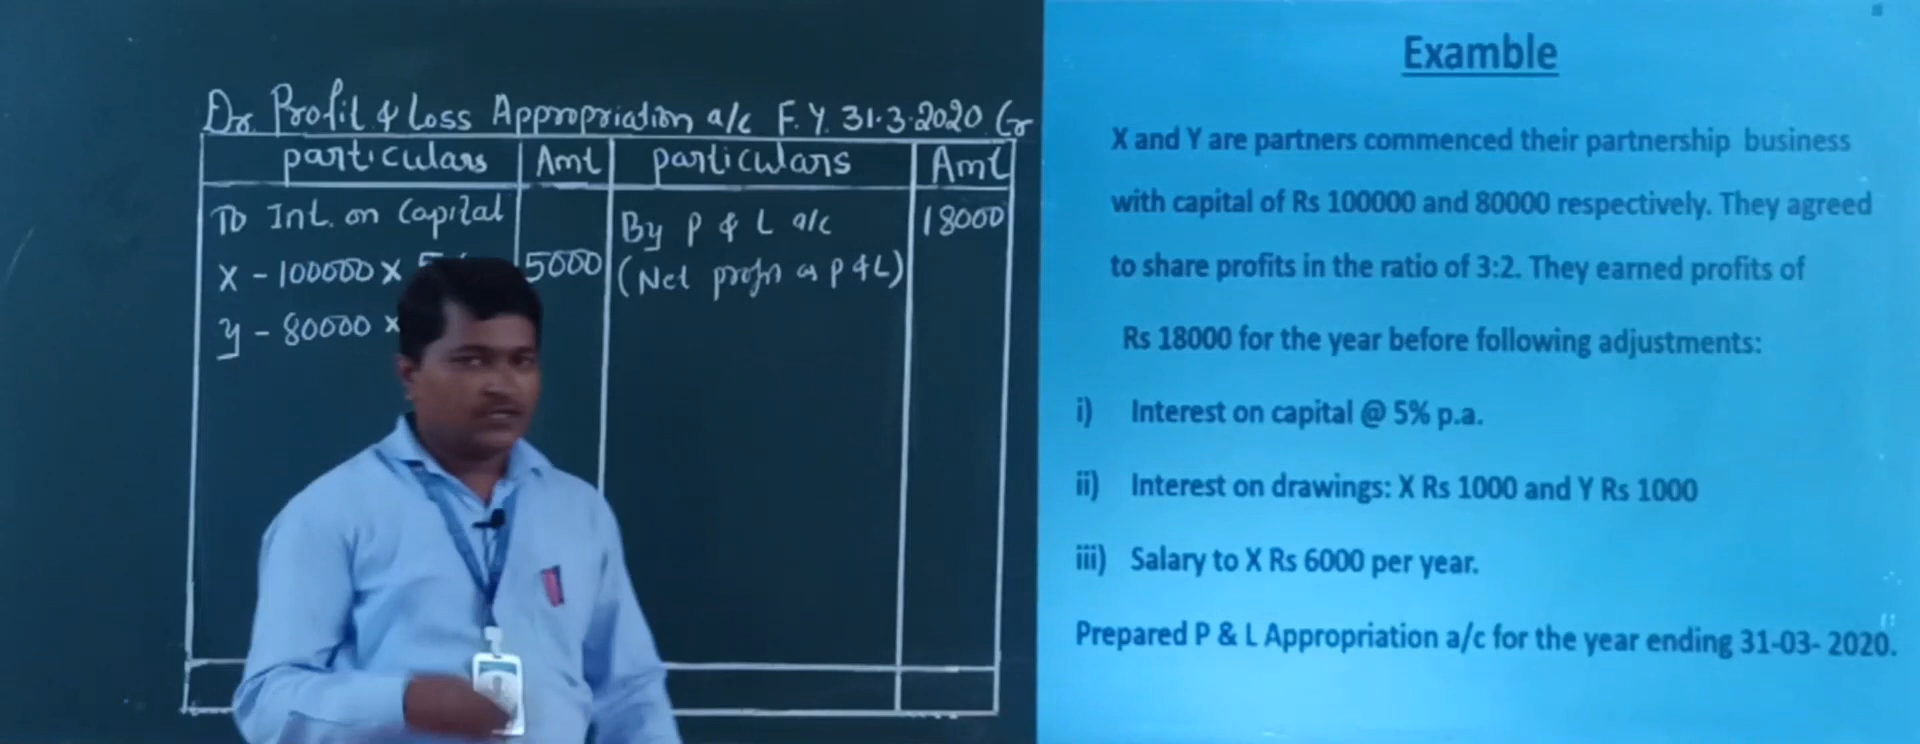 Dr. Profit & Loss Appropriation a/c F.Y. 31.3.2020 Cr
particulars Amt particulars Amt
To Int. on Capital
X - 100000 x 5000
y - 80000 x
By P & L a/c 18000
(Net as P & L)
Examble
X and Y are partners commenced their partnership business
with capital of Rs 100000 and 80000 respectively. They agreed
to share profits in the ratio of 3:2. They earned profits of
Rs 18000 for the year before following adjustments:
i) Interest on capital @ 5% p.a.
ii) Interest on drawings: X Rs 1000 and Y Rs 1000
iii) Salary to X Rs 6000 per year.
Prepared P & L Appropriation a/c for the year ending 31-03- 2020.